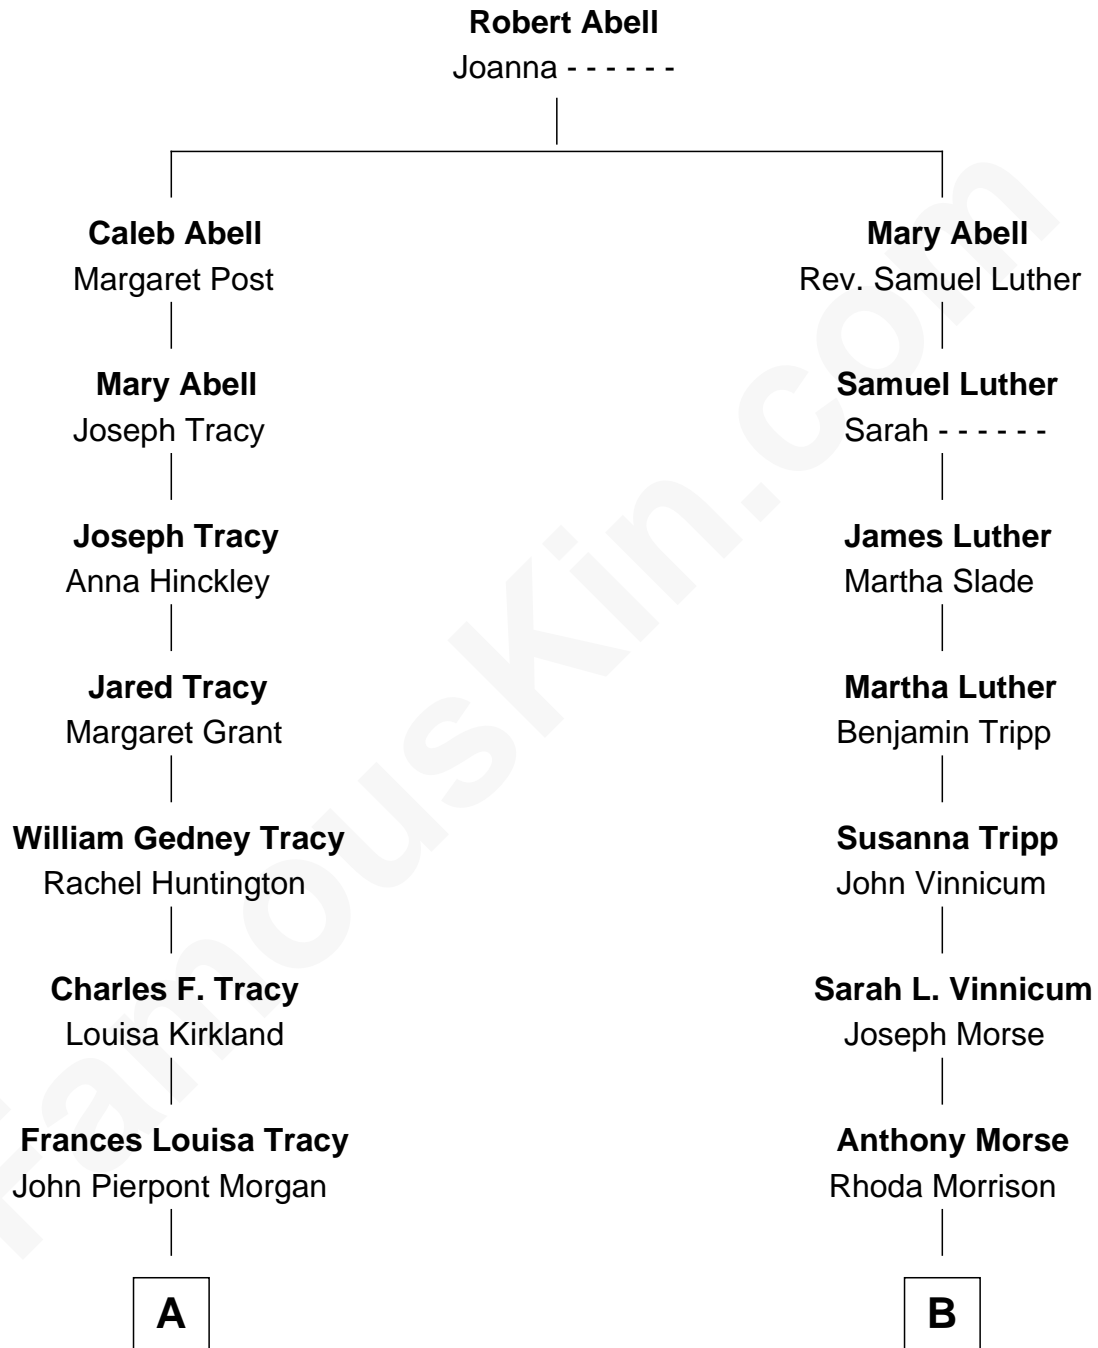 Robert Abell
Joanna - - - - - -
Caleb Abell
Margaret Post
Mary Abell
Rev. Samuel Luther
Mary Abell
Joseph Tracy
Samuel Luther
Sarah - - - - - -
Joseph Tracy
Anna Hinckley
James Luther
Martha Slade
Jared Tracy
Margaret Grant
Martha Luther
Benjamin Tripp
William Gedney Tracy
Rachel Huntington
Susanna Tripp
John Vinnicum
Charles F. Tracy
Louisa Kirkland
Sarah L. Vinnicum
Joseph Morse
Frances Louisa Tracy
John Pierpont Morgan
Anthony Morse
Rhoda Morrison
A
B
FamousKin.com